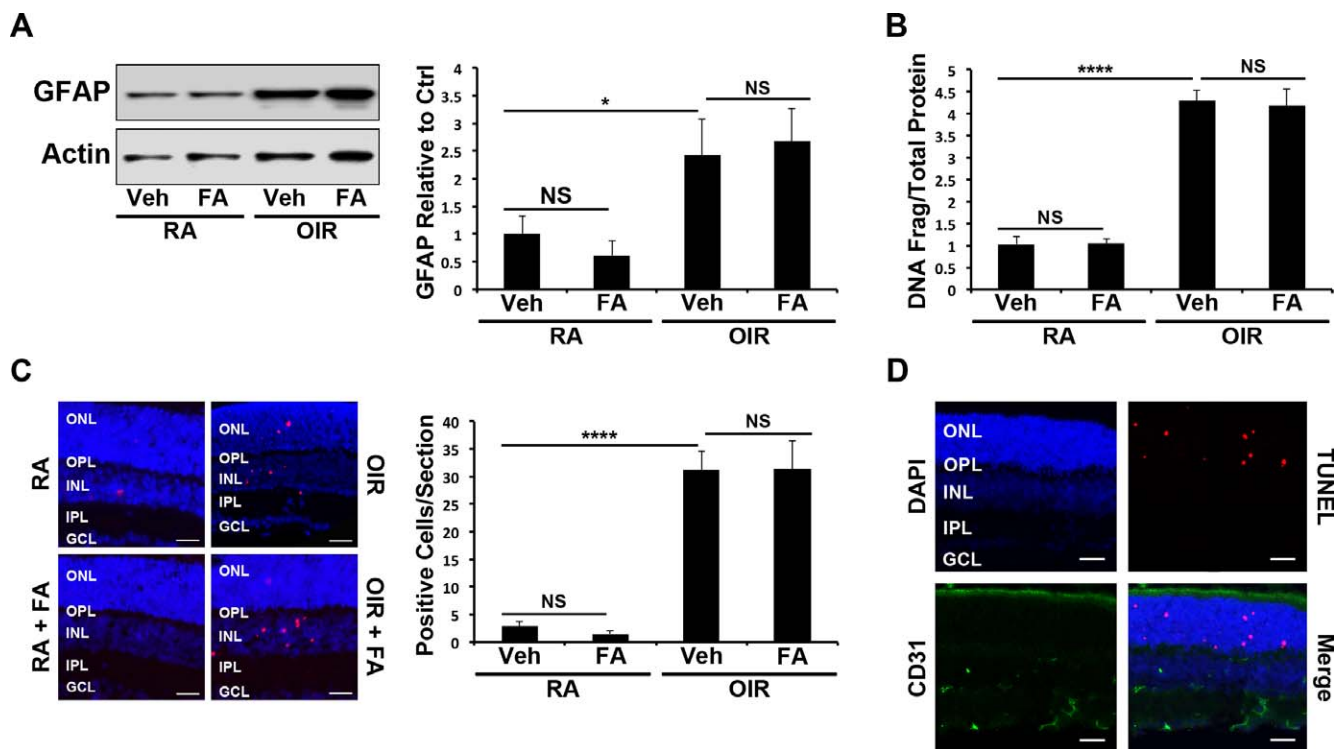 A
GFAP
Actin
Veh FA Veh FA
RA OIR
GFAP Relative to Ctrl
4
3.5
3
2.5
2
1.5
1
0.5
0
*
NS
NS
Veh FA Veh FA
RA OIR
B
DNA Frag/Total Protein
5
4.5
4
3.5
3
2.5
2
1.5
1
0.5
0
****
NS
NS
Veh FA Veh FA
RA OIR
C
RA
ONL
OPL
INL
IPL
GCL
OIR
ONL
OPL
INL
IPL
GCL
RA + FA
ONL
OPL
INL
IPL
GCL
OIR + FA
ONL
OPL
INL
IPL
GCL
Positive Cells/Section
40
35
30
25
20
15
10
5
0
****
NS
NS
Veh FA Veh FA
RA OIR
D
DAPI
ONL
OPL
INL
IPL
GCL
TUNEL
CD31
Merge